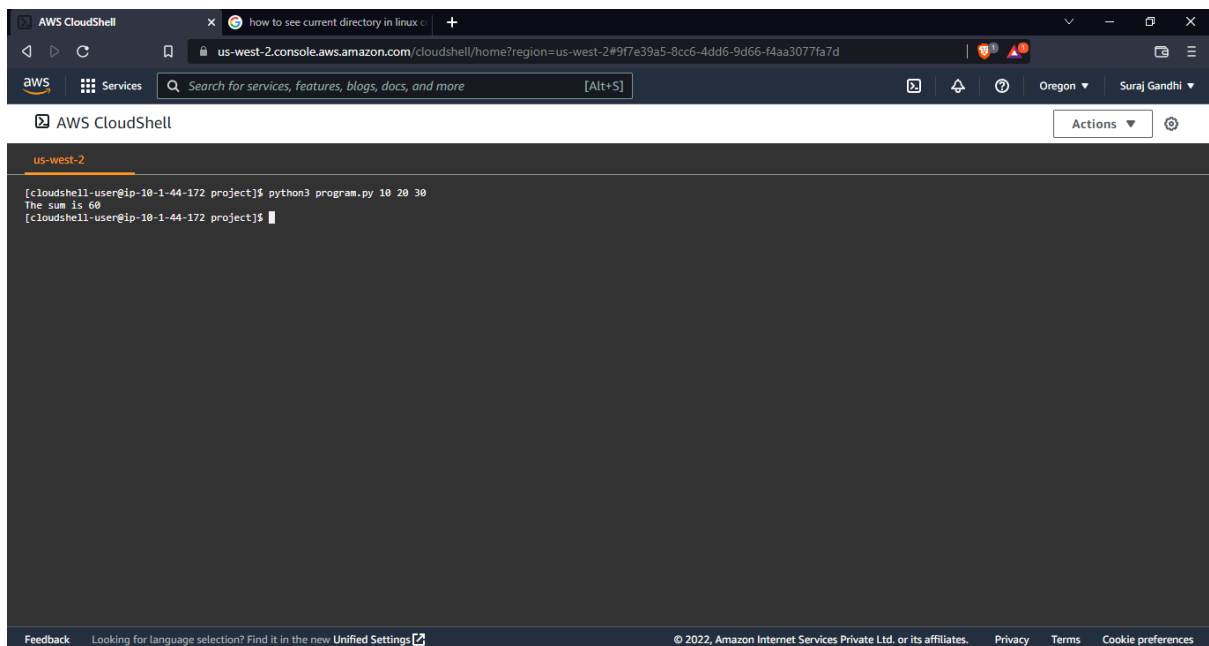 AWS CloudShell how to see current directory in linux c
us-west-2.console.aws.amazon.com/cloudshell/home?region=us-west-2#9f7e39a5-8cc6-4dd6-9d66-f4aa3077fa7d
aws Services Search for services, features, blogs, docs, and more [Alt+S] Oregon Suraj Gandhi
AWS CloudShell Actions
us-west-2
[cloudshell-user@ip-10-1-44-172 project]$ python3 program.py 10 20 30
The sum is 60
[cloudshell-user@ip-10-1-44-172 project]$
Feedback Looking for language selection? Find it in the new Unified Settings © 2022, Amazon Internet Services Private Ltd. or its affiliates. Privacy Terms Cookie preferences